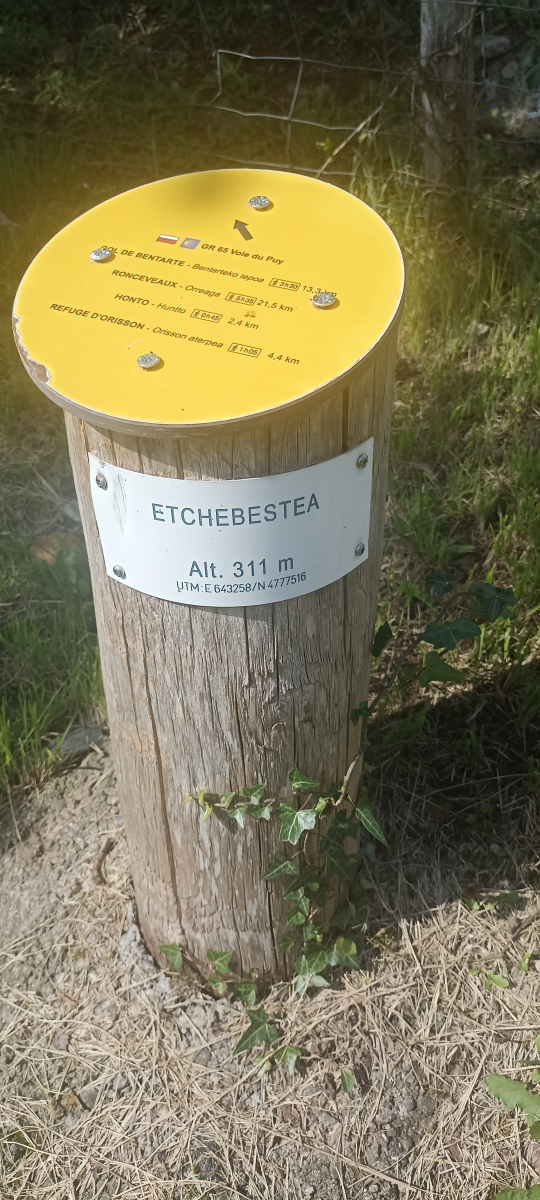 GR 65 Voie du Puy
COL DE BENTARTE - Bentarteko lepoa 3h30 13,3 km
RONCEVEAUX - Orreaga 5h35 21,5 km
HONTO - Huntto 0h45 2,4 km
REFUGE D'ORISSON - Orisson aterpea 1h05 4,4 km
ETCHEBESTEA
Alt. 311 m
UTM:E 643258/N 4777516